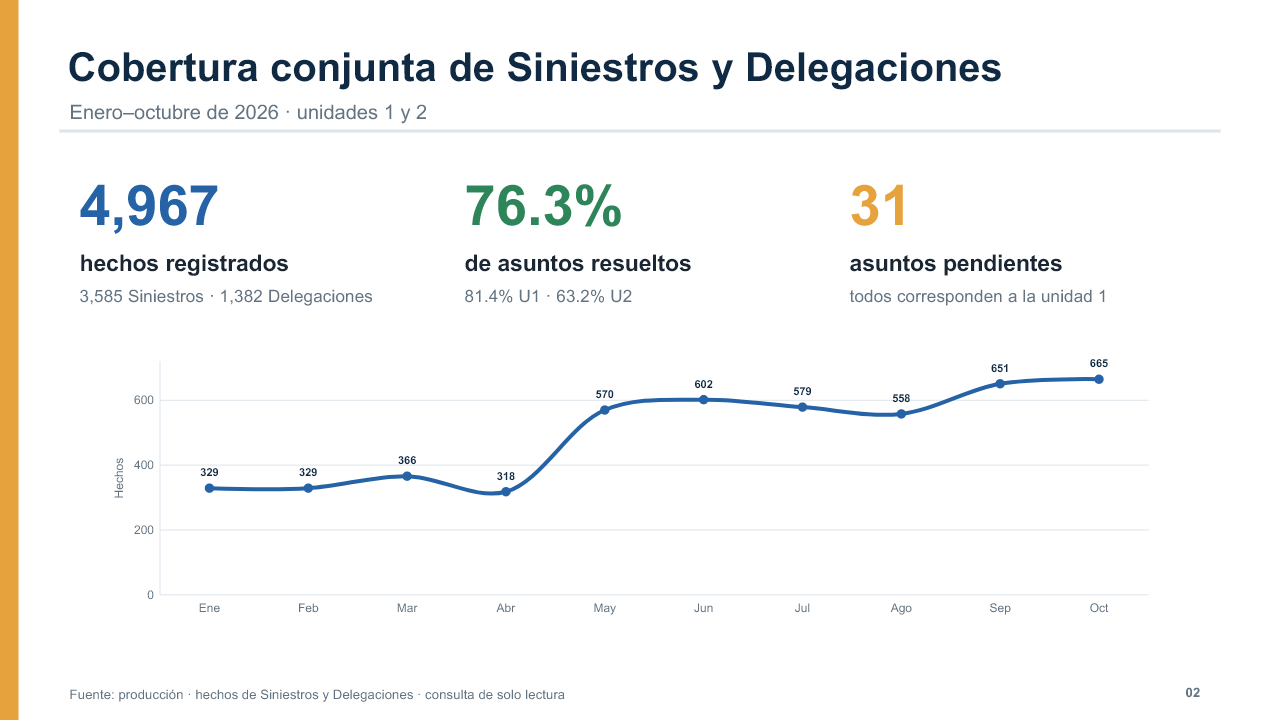 Cobertura conjunta de Siniestros y Delegaciones
Enero–octubre de 2026 · unidades 1 y 2
4,967
hechos registrados
3,585 Siniestros · 1,382 Delegaciones
76.3%
de asuntos resueltos
81.4% U1 · 63.2% U2
31
asuntos pendientes
todos corresponden a la unidad 1
Hechos
600
400
200
0
329
329
366
318
570
602
579
558
651
665
Ene
Feb
Mar
Abr
May
Jun
Jul
Ago
Sep
Oct
Fuente: producción · hechos de Siniestros y Delegaciones · consulta de solo lectura
02